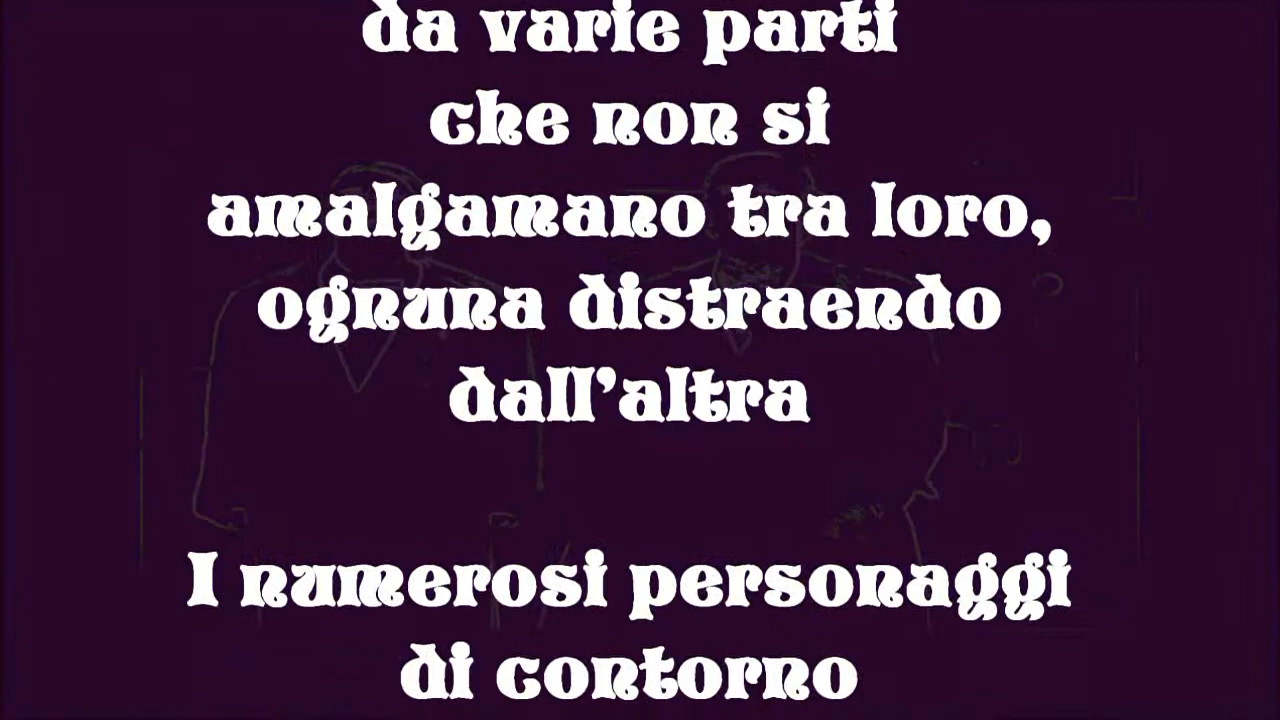 da varie parti
che non si
amalgamano tra loro,
ognuna distraendo
dall'altra
I numerosi personaggi
di contorno